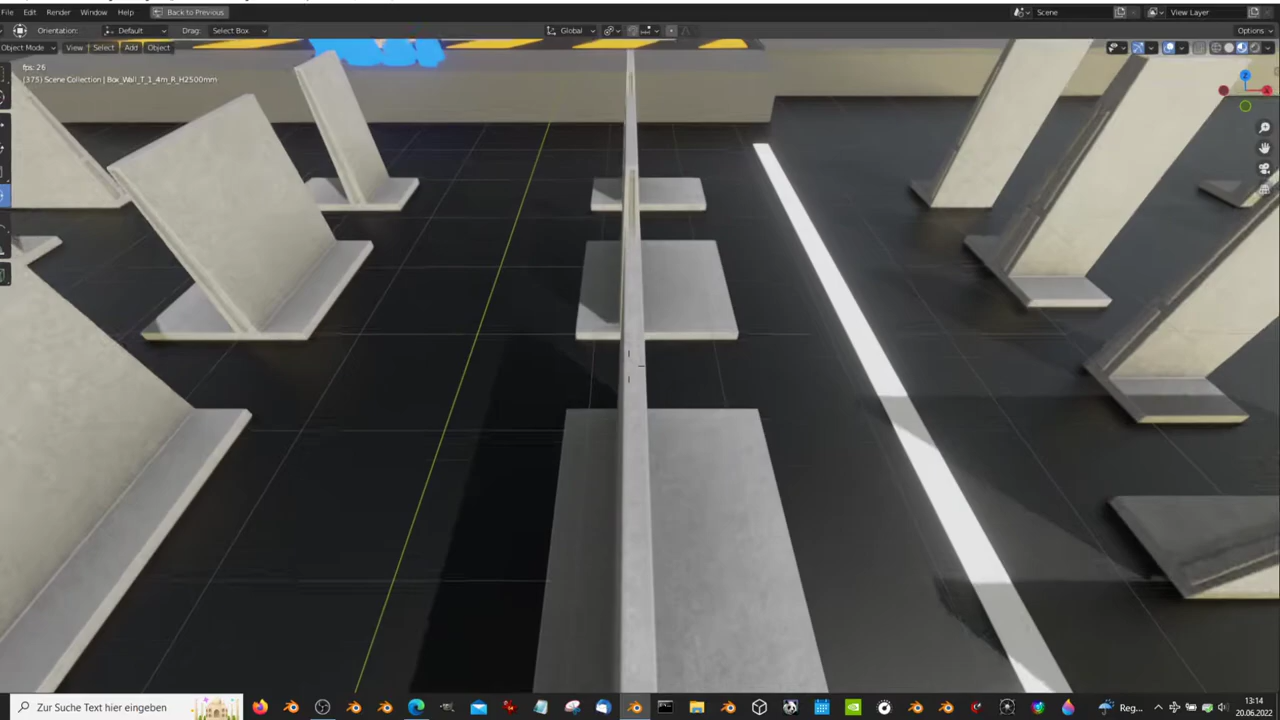 File Edit Render Window Help Back to Previous Scene View Layer
Orientation: Default Drag: Select Box Global Options
Object Mode View Select Add Object
fps: 26
(375) Scene Collection | Box_Wall_T_1_4m_R_H2500mm
Z
Zur Suche Text hier eingeben Reg... 13:14
20.06.2022